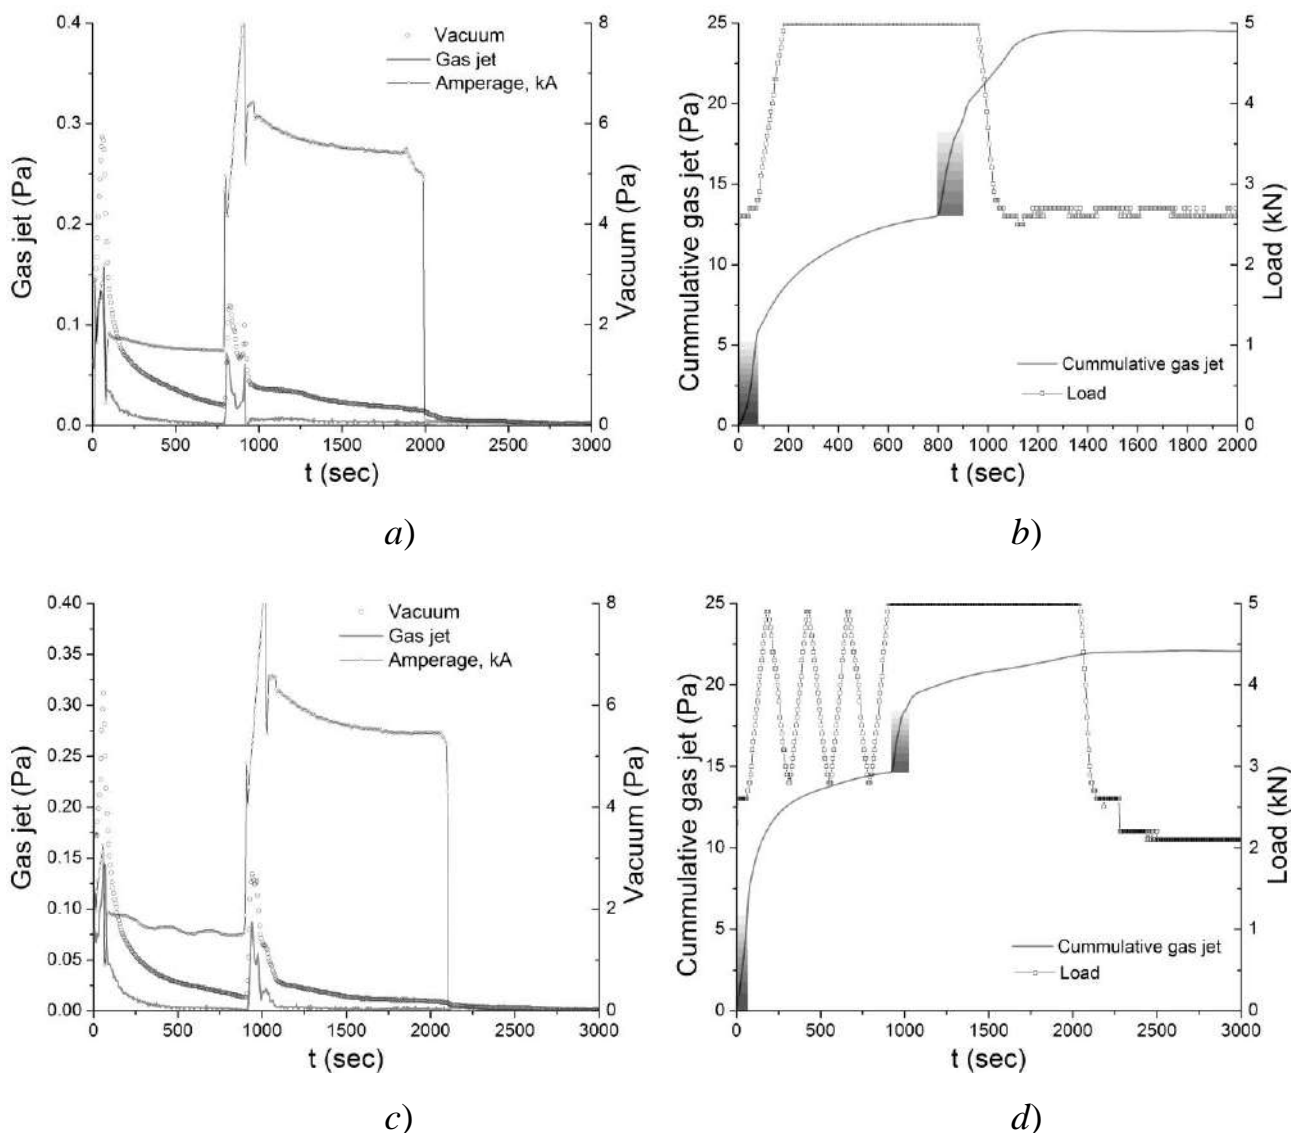 Vacuum
Gas jet
Amperage, kA
Gas jet (Pa)
0.4
0.3
0.2
0.1
0.0
8
6
4
2
0
Vacuum (Pa)
0 500 1000 1500 2000 2500 3000
t (sec)
a)
Cummulative gas jet (Pa)
25
20
15
10
5
0
5
4
3
2
1
0
Load (kN)
Cummulative gas jet
Load
0 200 400 600 800 1000 1200 1400 1600 1800 2000
t (sec)
b)
Vacuum
Gas jet
Amperage, kA
Gas jet (Pa)
0.40
0.35
0.30
0.25
0.20
0.15
0.10
0.05
0.00
8
6
4
2
0
Vacuum (Pa)
0 500 1000 1500 2000 2500 3000
t (sec)
c)
Cummulative gas jet (Pa)
25
20
15
10
5
0
5
4
3
2
1
0
Load (kN)
Cummulative gas jet
Load
0 500 1000 1500 2000 2500 3000
t (sec)
d)